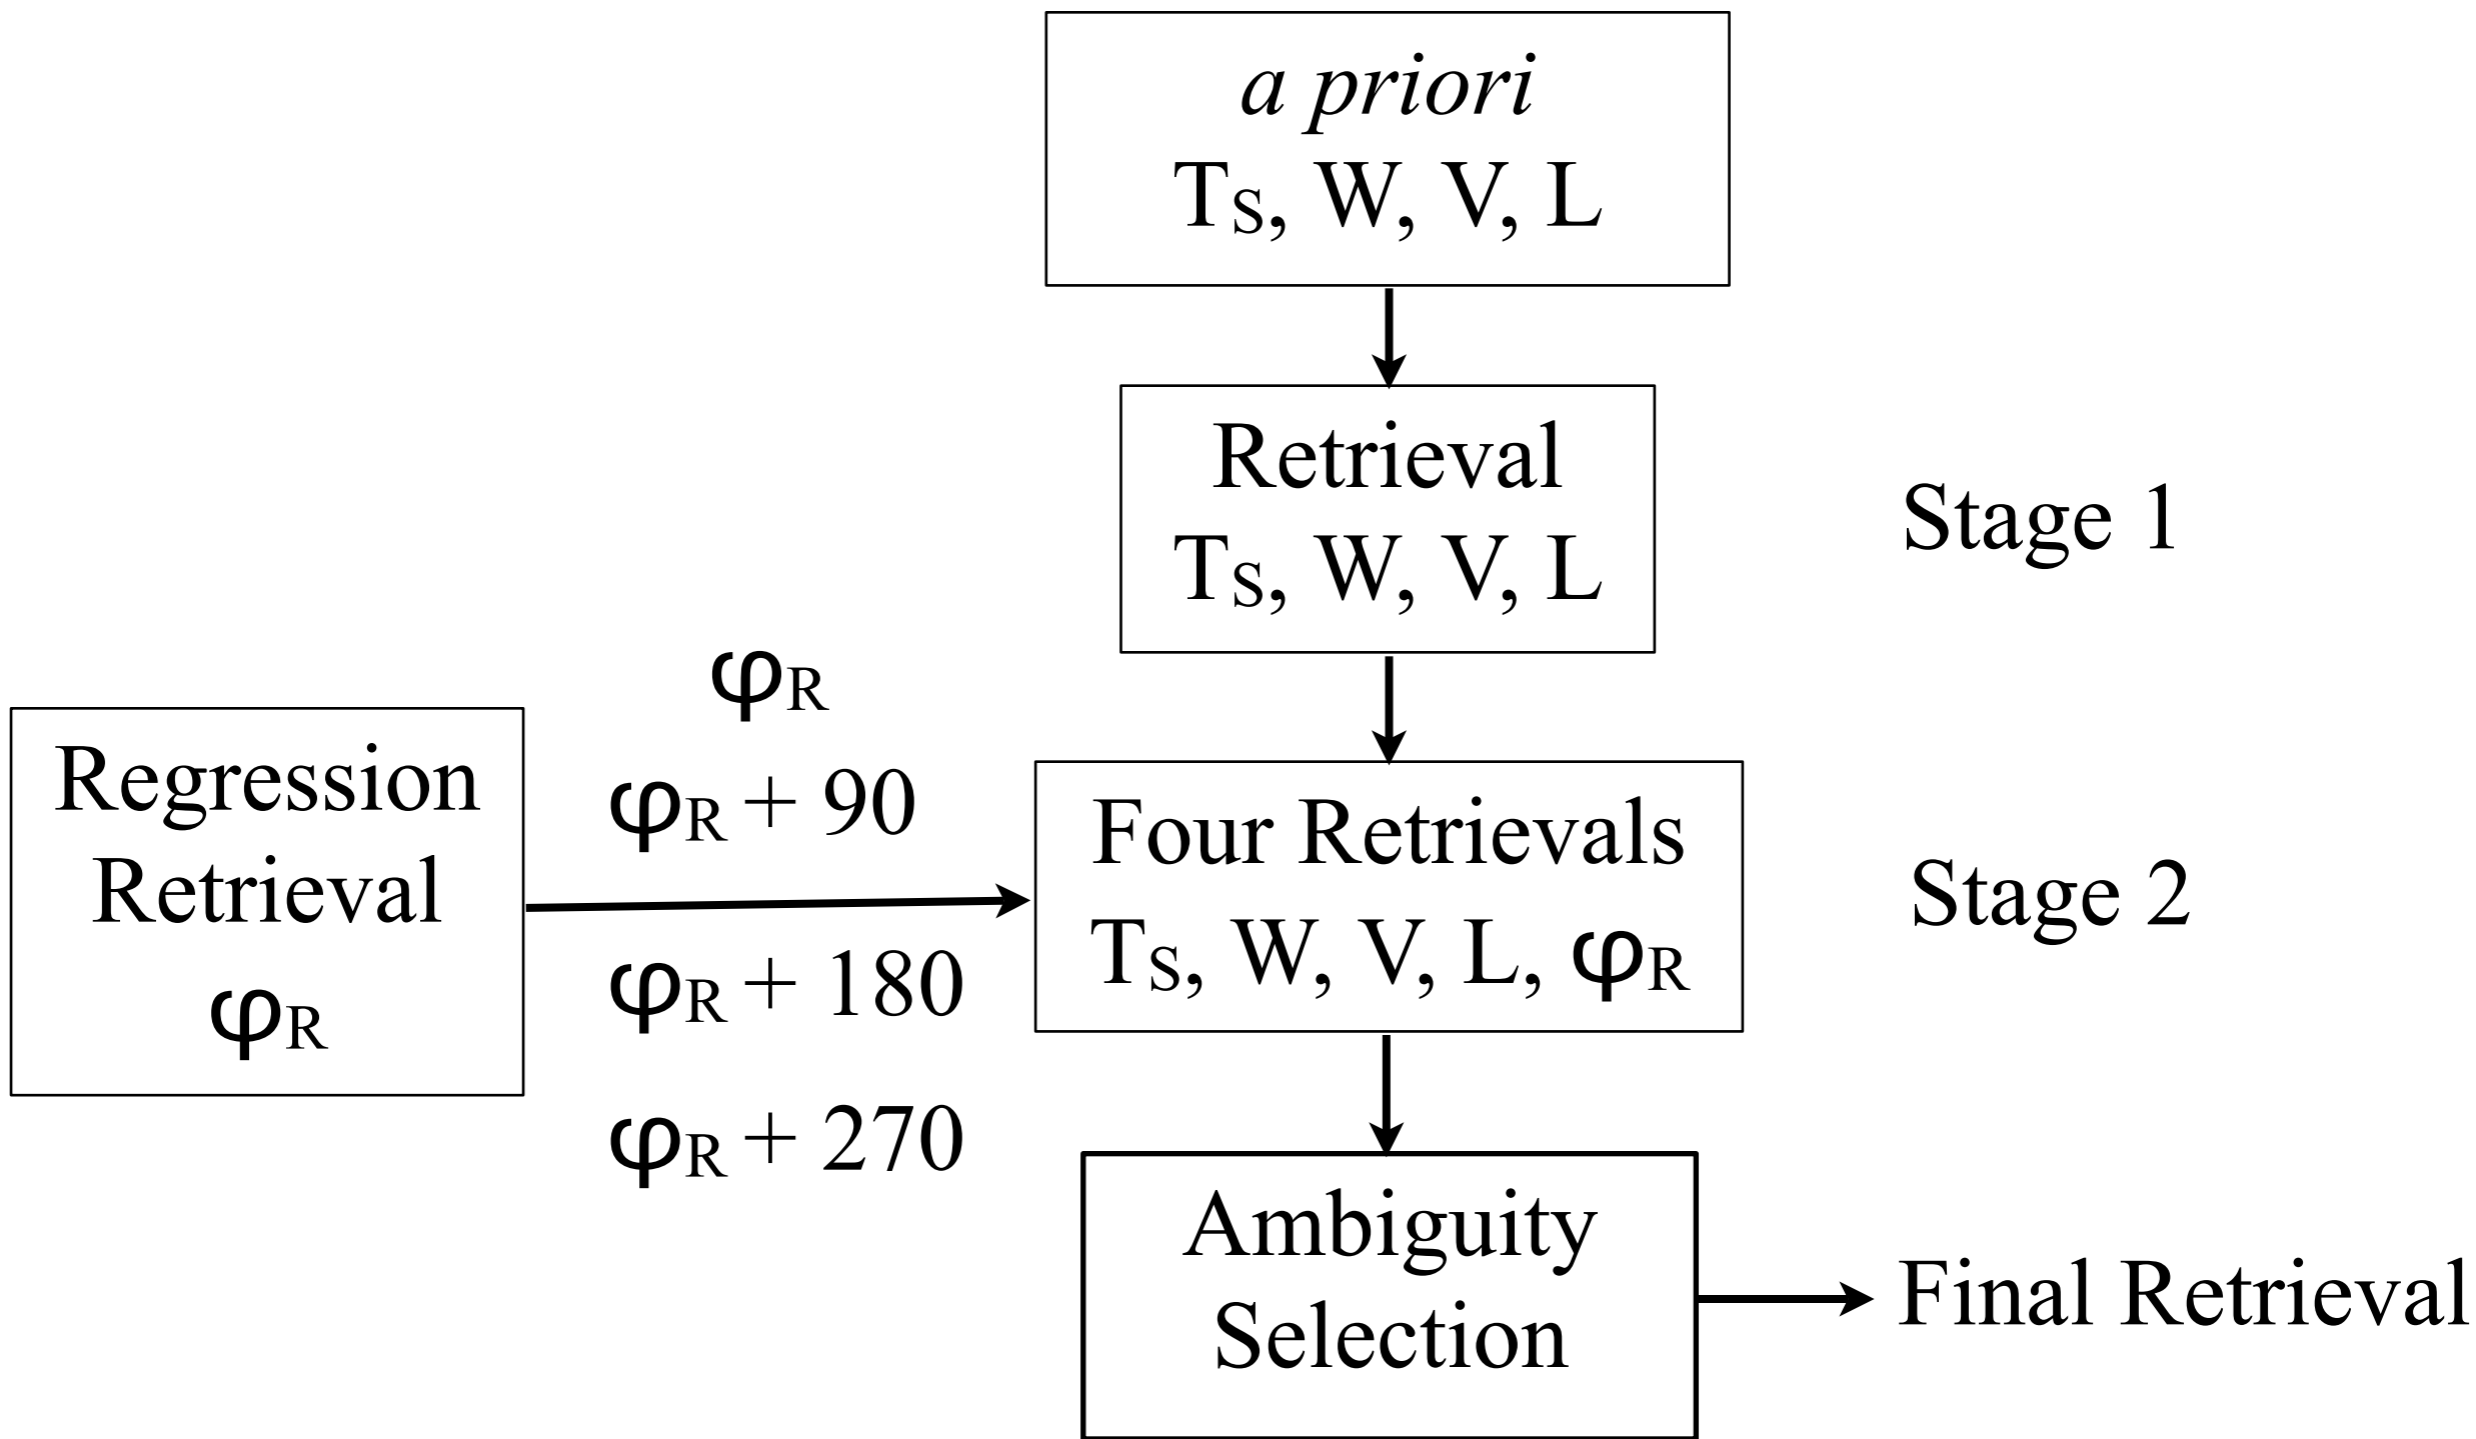 a priori
TS, W, V, L
Retrieval
TS, W, V, L
Stage 1
Regression
Retrieval
φR
φR
φR + 90
φR + 180
φR + 270
Four Retrievals
TS, W, V, L, φR
Stage 2
Ambiguity
Selection
Final Retrieval